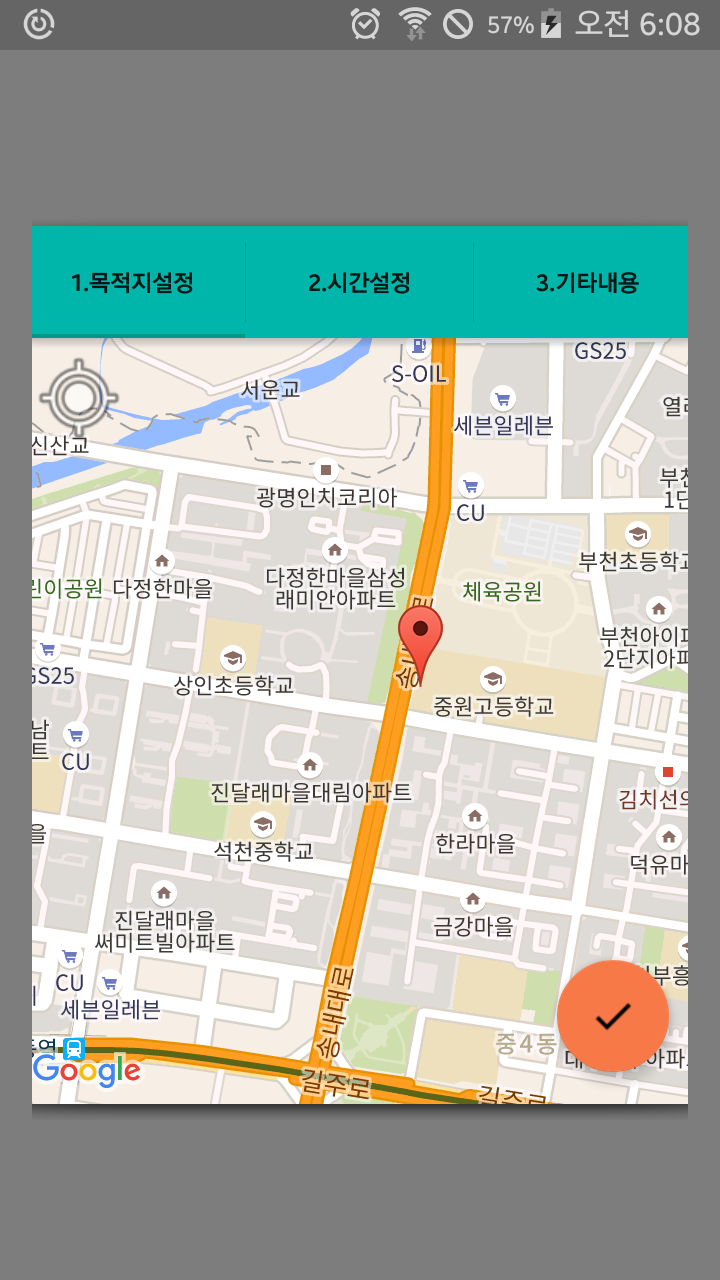 57% 오전 6:08
1.목적지설정 2.시간설정 3.기타내용
GS25
S-OIL
서운교
세븐일레븐
신산교
광명인치코리아
CU
부천초등학교
다정한마을삼성
래미안아파트
다정한마을
린이공원
체육공원
부천아이파
2단지아파
GS25
상인초등학교
중원고등학교
CU
진달래마을대림아파트
김치선의
한라마을
석천중학교
덕유마
진달래마을
써미트빌아파트
금강마을
CU
세븐일레븐
송내대로
중4동
Google
길주로
길주로